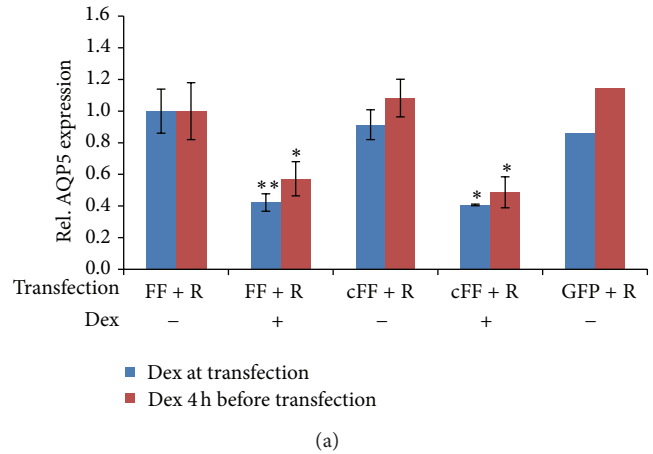 1.6
1.4
1.2
1.0
0.8
0.6
0.4
0.2
0.0
Rel. AQP5 expression
** * * *
Transfection FF + R FF + R cFF + R cFF + R GFP + R
Dex − + − + −
Dex at transfection
Dex 4 h before transfection
(a)